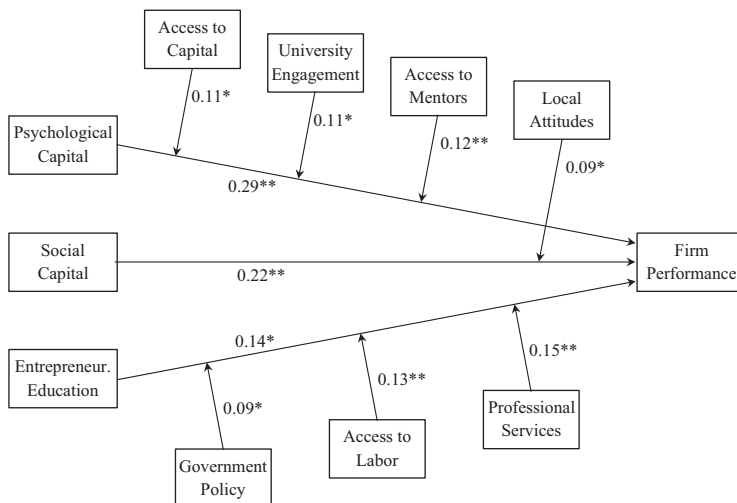 Access to
Capital
University
Engagement
Access to
Mentors
Local
Attitudes
0.11*
0.11*
0.12**
0.09*
Psychological
Capital
0.29**
Social
Capital
0.22**
Firm
Performance
Entrepreneur.
Education
0.14*
0.09*
0.13**
0.15**
Government
Policy
Access to
Labor
Professional
Services